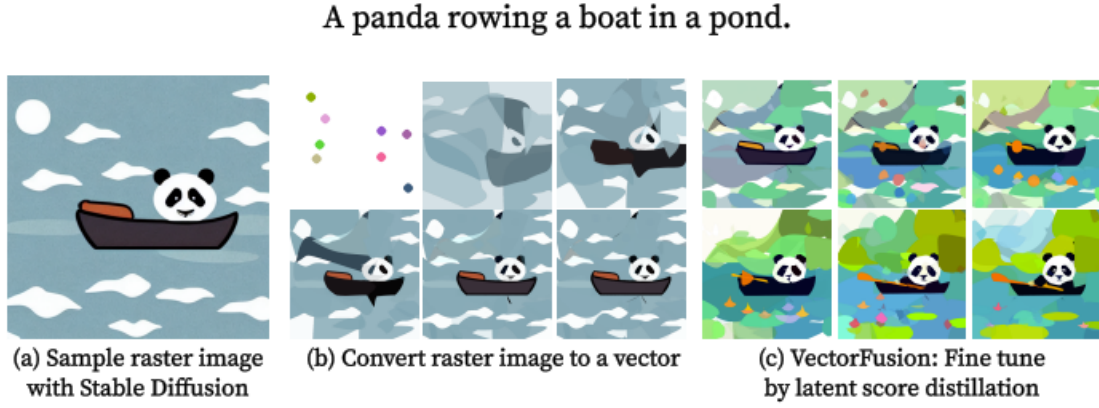 A panda rowing a boat in a pond.
(a) Sample raster image
with Stable Diffusion
(b) Convert raster image to a vector
(c) VectorFusion: Fine tune
by latent score distillation